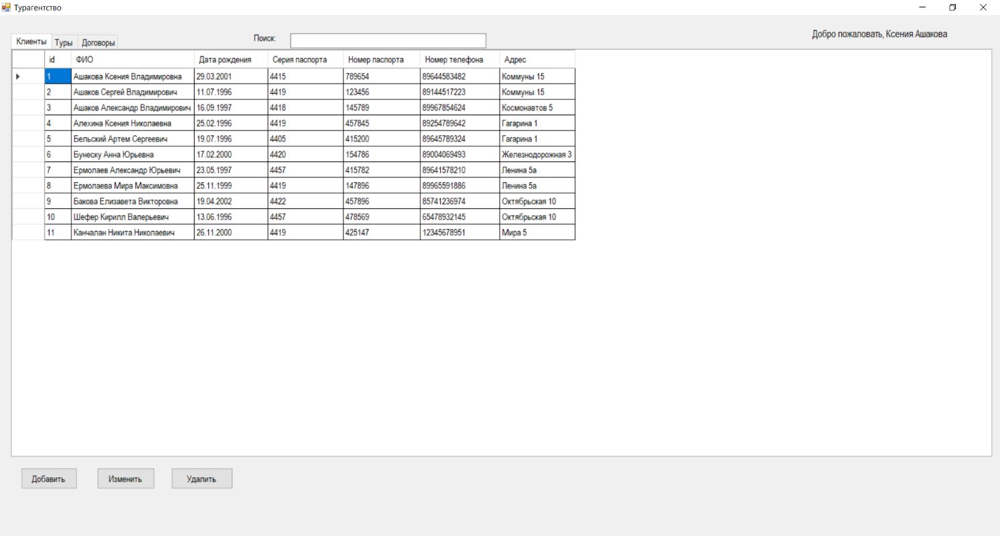 Турагентство
Добро пожаловать, Ксения Ашакова
Клиенты Туры Договоры Поиск:
id ФИО Дата рождения Серия паспорта Номер паспорта Номер телефона Адрес
1 Ашакова Ксения Владимировна 29.03.2001 4415 789654 89644583482 Коммуны 15
2 Ашаков Сергей Владимирович 11.07.1996 4419 123456 89144517223 Коммуны 15
3 Ашаков Александр Владимирович 16.09.1997 4418 145789 89967854624 Космонавтов 5
4 Алехина Ксения Николаевна 25.02.1996 4419 457845 89254789642 Гагарина 1
5 Бельский Артем Сергеевич 19.07.1996 4405 415200 89645789324 Гагарина 1
6 Бунеску Анна Юрьевна 17.02.2000 4420 154786 89004069493 Железнодорожная 3
7 Ермолаев Александр Юрьевич 23.05.1997 4457 415782 89641578210 Ленина 5а
8 Ермолаева Мира Максимовна 25.11.1999 4419 147896 89965591886 Ленина 5а
9 Бакова Елизавета Викторовна 19.04.2002 4422 457896 85741236974 Октябрьская 10
10 Шефер Кирилл Валерьевич 13.06.1996 4457 478569 65478932145 Октябрьская 10
11 Канчалан Никита Николаевич 26.11.2000 4419 425147 12345678951 Мира 5
Добавить Изменить Удалить